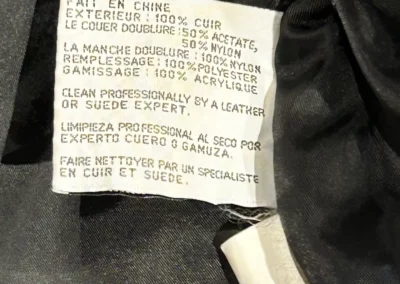 FAIT EN CHINE
EXTERIEUR: 100% CUIR
LE COUER DOUBLURE: 50% ACETATE,
50% NYLON
LA MANCHE DOUBLURE: 100% NYLON
REMPLESSAGE: 100% POLYESTER
GAMISSAGE: 100% ACRYLIQUE
CLEAN PROFESSIONALLY BY A LEATHER
OR SUEDE EXPERT.
LIMIPIEZA PROFESSIONAL AL SECO POR
EXPERTO CUERO O GAMUZA.
FAIRE NETTOYER PAR UN SPECIALISTE
EN CUIR ET SUEDE.